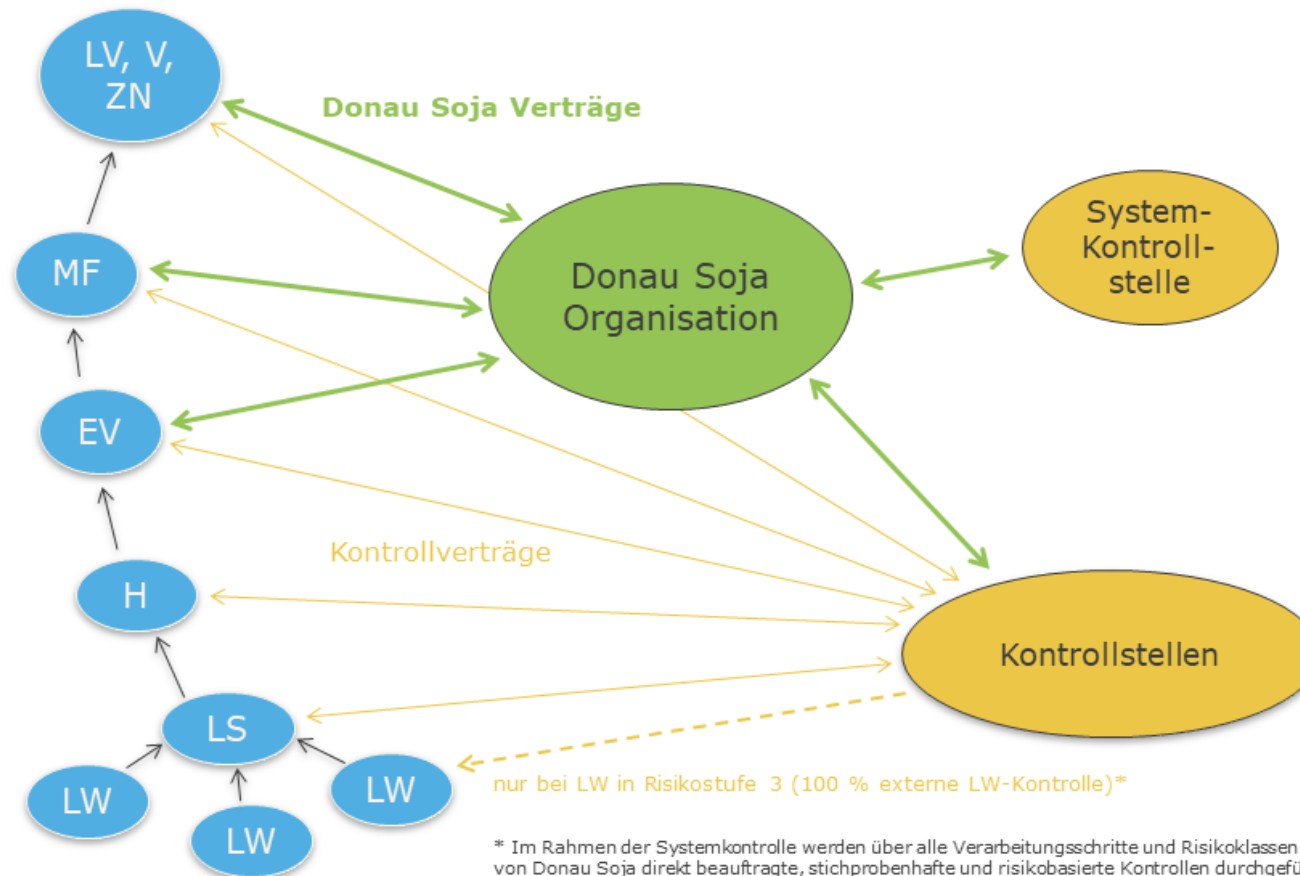 LV, V,
ZN
Donau Soja Verträge
System-
Kontroll-
stelle
MF
Donau Soja
Organisation
EV
Kontrollverträge
H
Kontrollstellen
LS
LW
LW
LW
nur bei LW in Risikostufe 3 (100 % externe LW-Kontrolle)*
* Im Rahmen der Systemkontrolle werden über alle Verarbeitungsschritte und Risikoklassen
von Donau Soja direkt beauftragte, stichprobenhafte und risikobasierte Kontrollen durchgefü